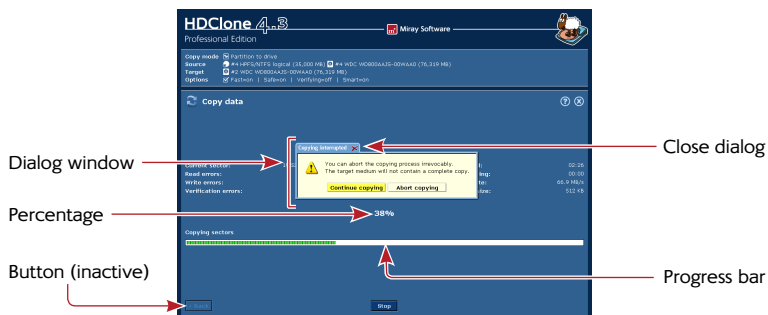 HDClone 4.3
Professional Edition
Miray Software
Copy mode Partition to drive
Source #4 HPFS/NTFS logical (35,000 MB) #4 WDC WD800AAJS-00WAA0 (76,319 MB)
Target #2 WDC WD800AAJS-00WAA0 (76,319 MB)
Options Fast=on | Safe=on | Verifying=off | Smart=on
Copy data
Copying interrupted
Close dialog
Dialog window
You can abort the copying process irrevocably.
The target medium will not contain a complete copy.
Continue copying Abort copying
Current sector: 02:26
Read errors: 00:00
Write errors: 66.9 MB/s
Verification errors: 512 KB
Percentage
38%
Copying sectors
Button (inactive)
Progress bar
Stop